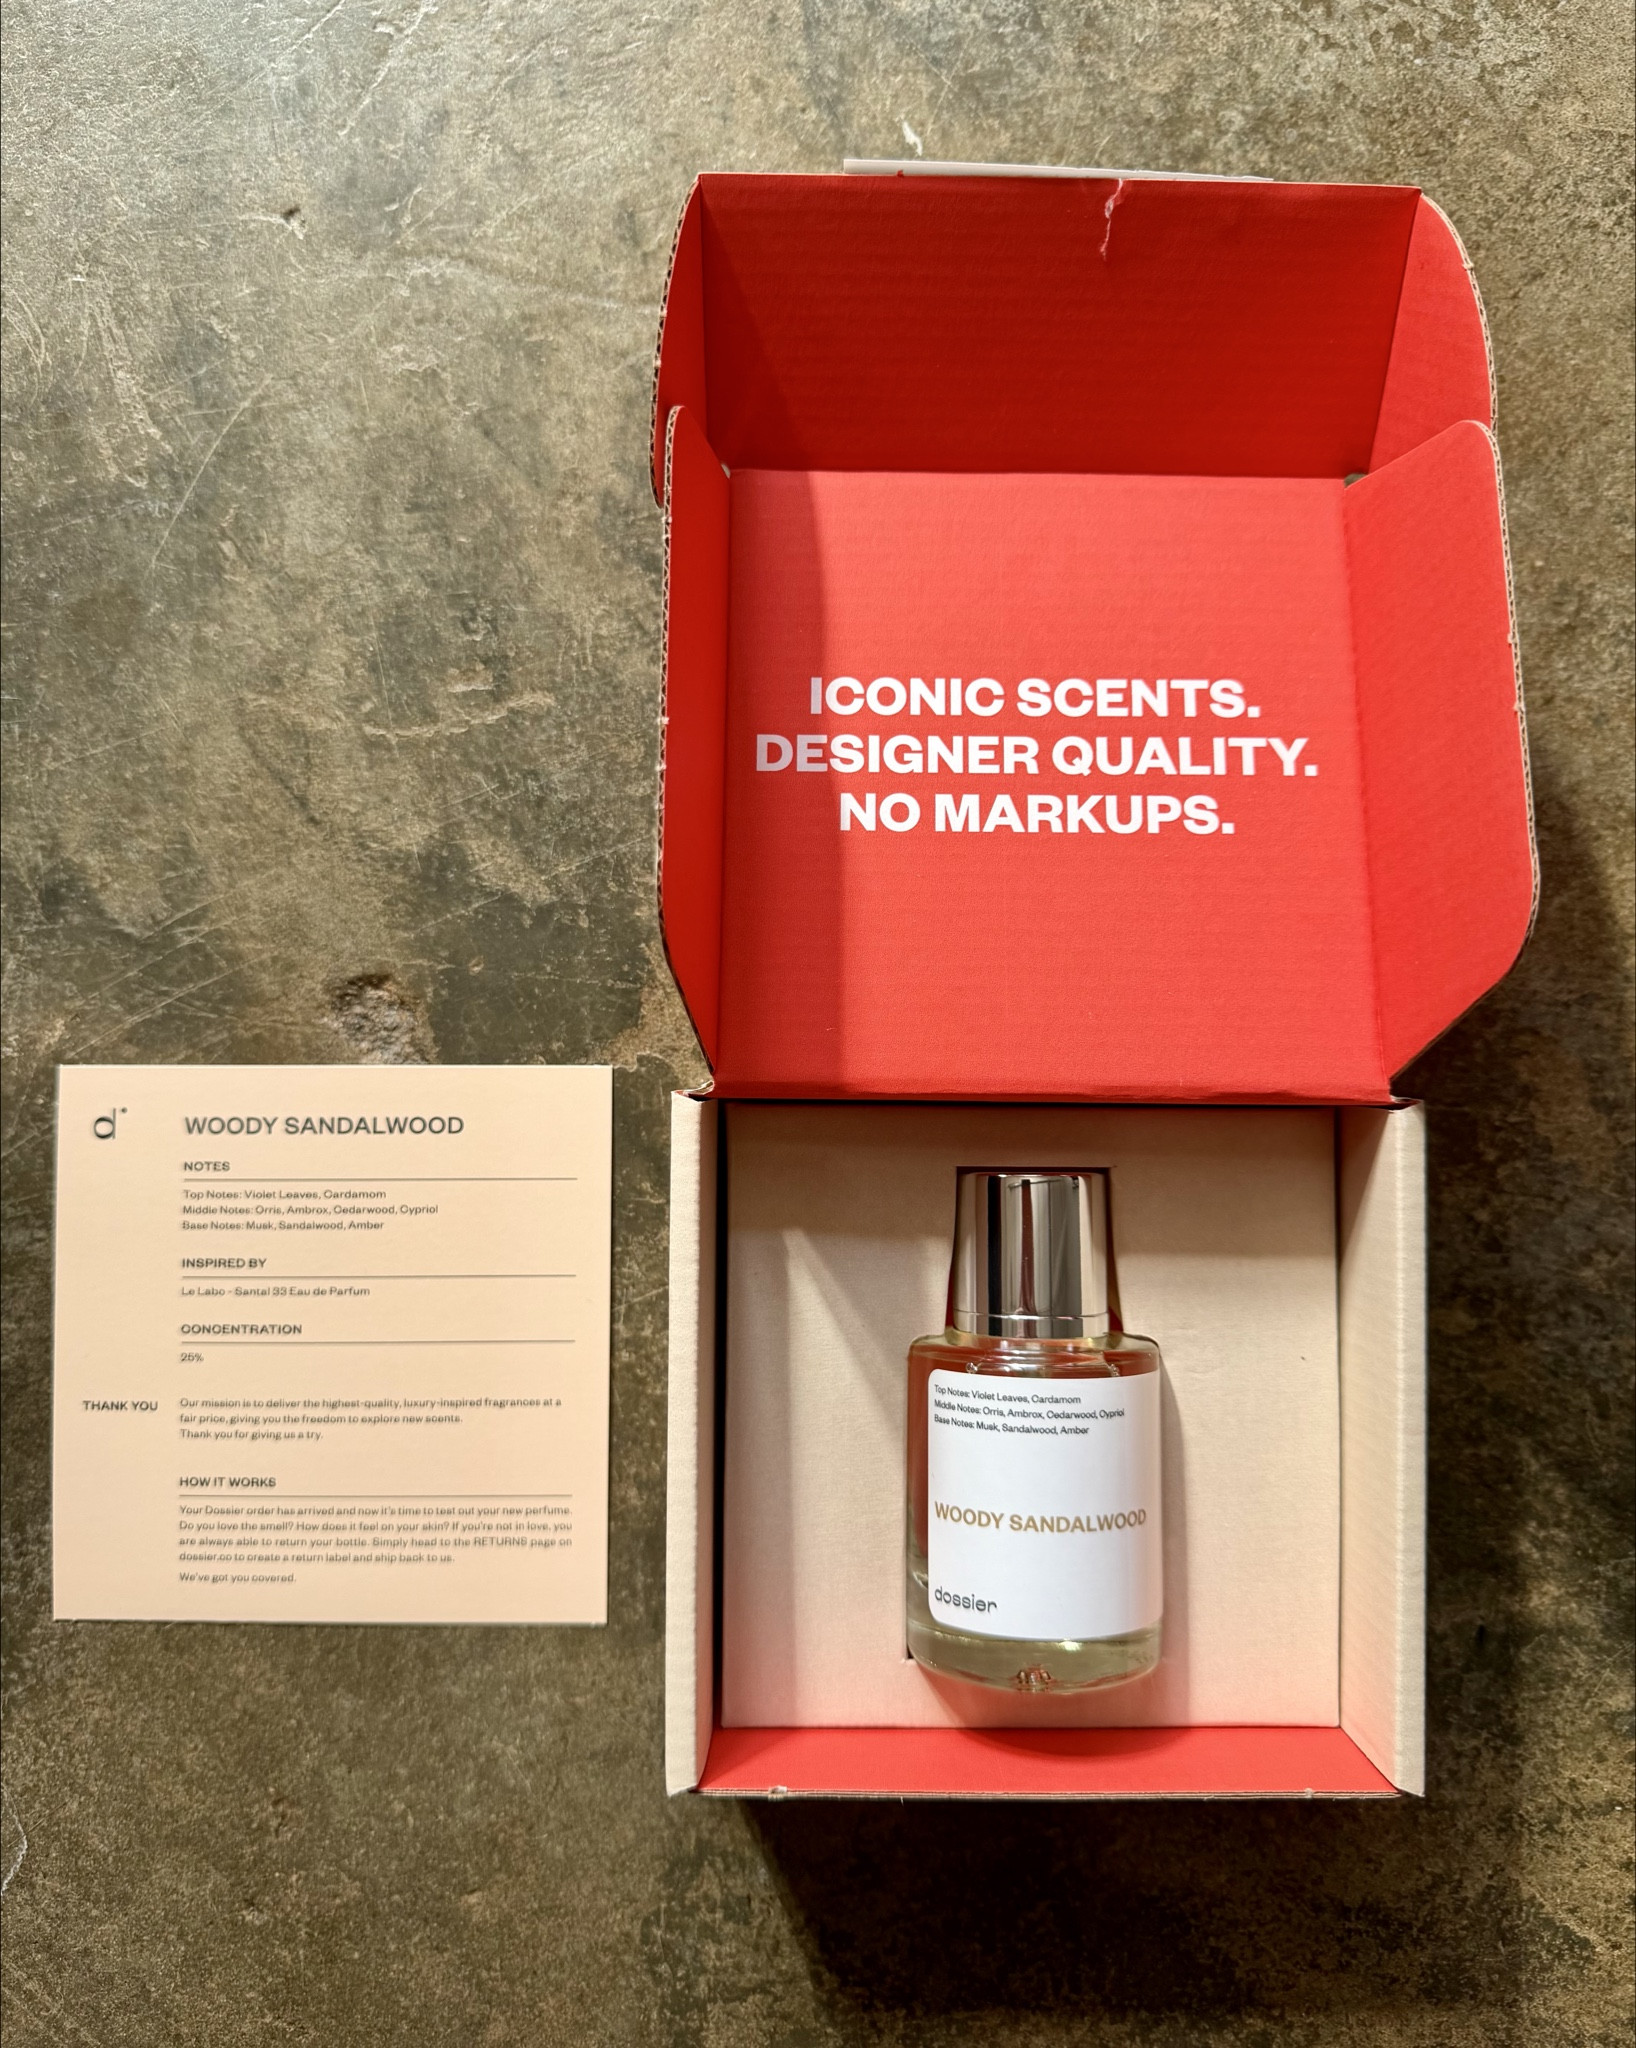 ICONIC SCENTS.
DESIGNER QUALITY.
NO MARKUPS.
d°
WOODY SANDALWOOD
NOTES
Top Notes: Violet Leaves, Cardamom
Middle Notes: Orris, Ambrox, Cedarwood, Cypriol
Base Notes: Musk, Sandalwood, Amber
INSPIRED BY
Le Labo - Santal 33 Eau de Parfum
CONCENTRATION
25%
THANK YOU
Our mission is to deliver the highest-quality, luxury-inspired fragrances at a
fair price, giving you the freedom to explore new scents.
Thank you for giving us a try.
HOW IT WORKS
Your Dossier order has arrived and now it's time to test out your new perfume.
Do you love the smell? How does it feel on your skin? If you're not in love, you
are always able to return your bottle. Simply head to the RETURNS page on
dossier.co to create a return label and ship back to us.
We've got you covered.
Top Notes: Violet Leaves, Cardamom
Middle Notes: Orris, Ambrox, Cedarwood, Cypriol
Base Notes: Musk, Sandalwood, Amber
WOODY SANDALWOOD
dossier